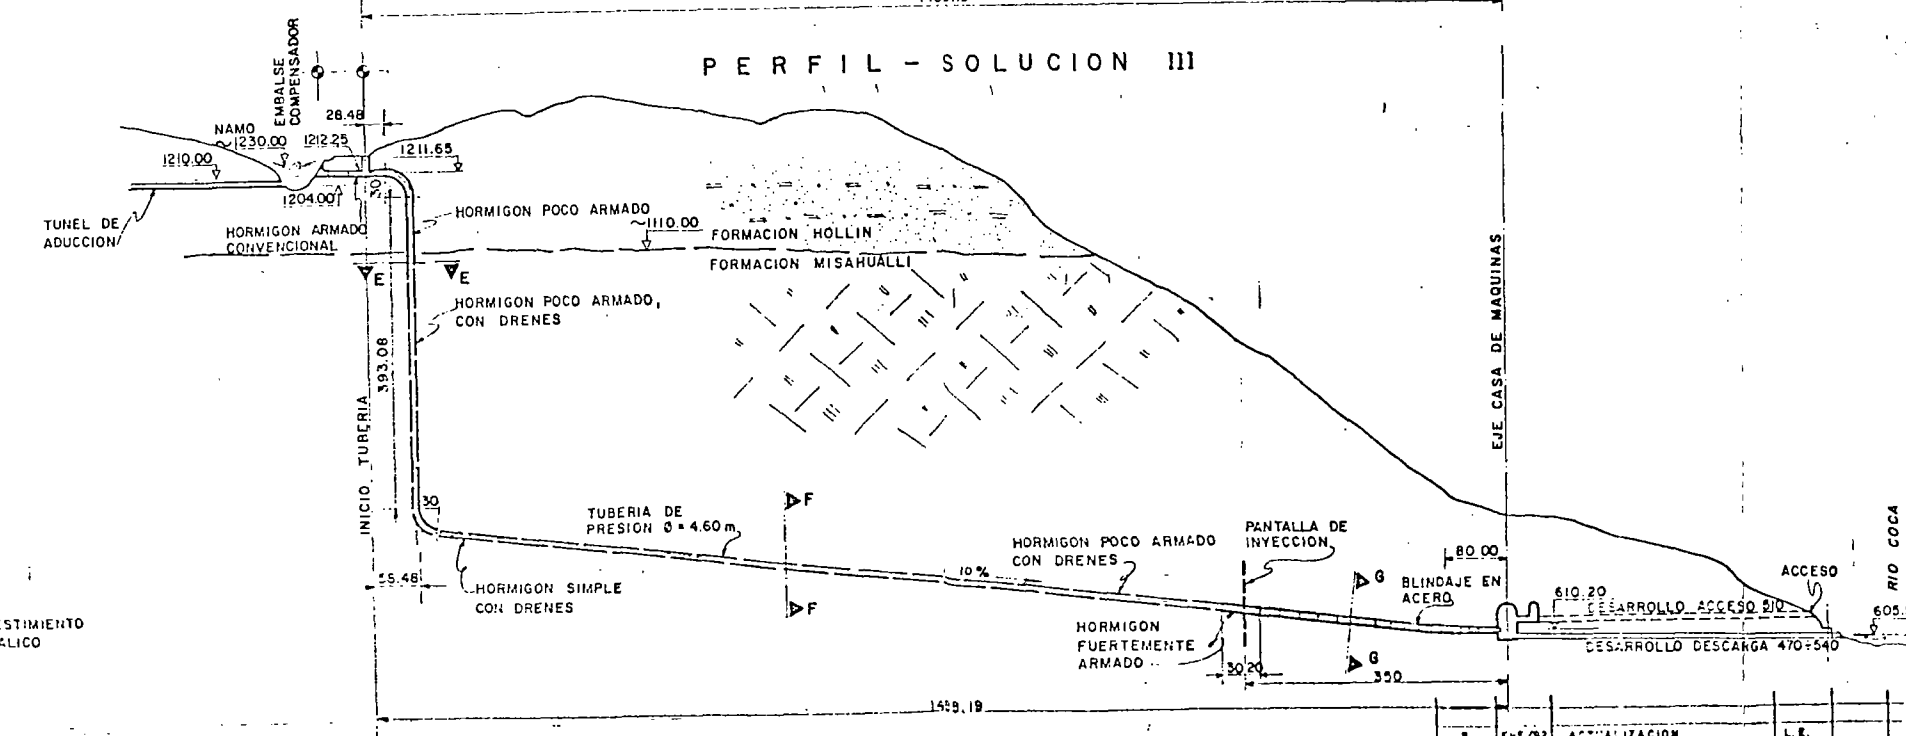 PERFIL - SOLUCION III
EMBALSE
COMPENSADOR
28.48
NAMO
~1230.00
1212.25
1211.65
1210.00
30
1204.00
TUNEL DE
ADUCCION
HORMIGON ARMADO
CONVENCIONAL
HORMIGON POCO ARMADO
~1110.00
FORMACION HOLLIN
FORMACION MISAHUALLI
E
E
HORMIGON POCO ARMADO,
CON DRENES
393.08
INICIO TUBERIA
EJE CASA DE MAQUINAS
30
F
TUBERIA DE
PRESION Ø = 4.60 m.
HORMIGON SIMPLE
CON DRENES
F
10%
HORMIGON POCO ARMADO
CON DRENES
PANTALLA DE
INYECCION
80.00
G
BLINDAJE EN
ACERO
610.20
ACCESO
RIO COCA
605.
DESARROLLO ACCESO 510
DESARROLLO DESCARGA 470÷540
HORMIGON
FUERTEMENTE
ARMADO
30
20
G
350
STIMIENTO
ALICO
ACTUALIZACION
L.R.